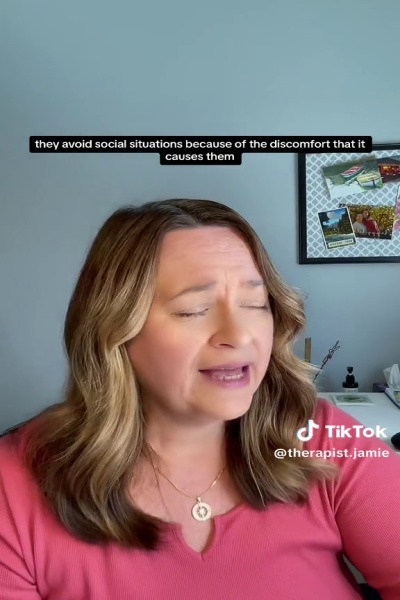 they avoid social situations because of the discomfort that it
causes them
TikTok
@therapist.jamie